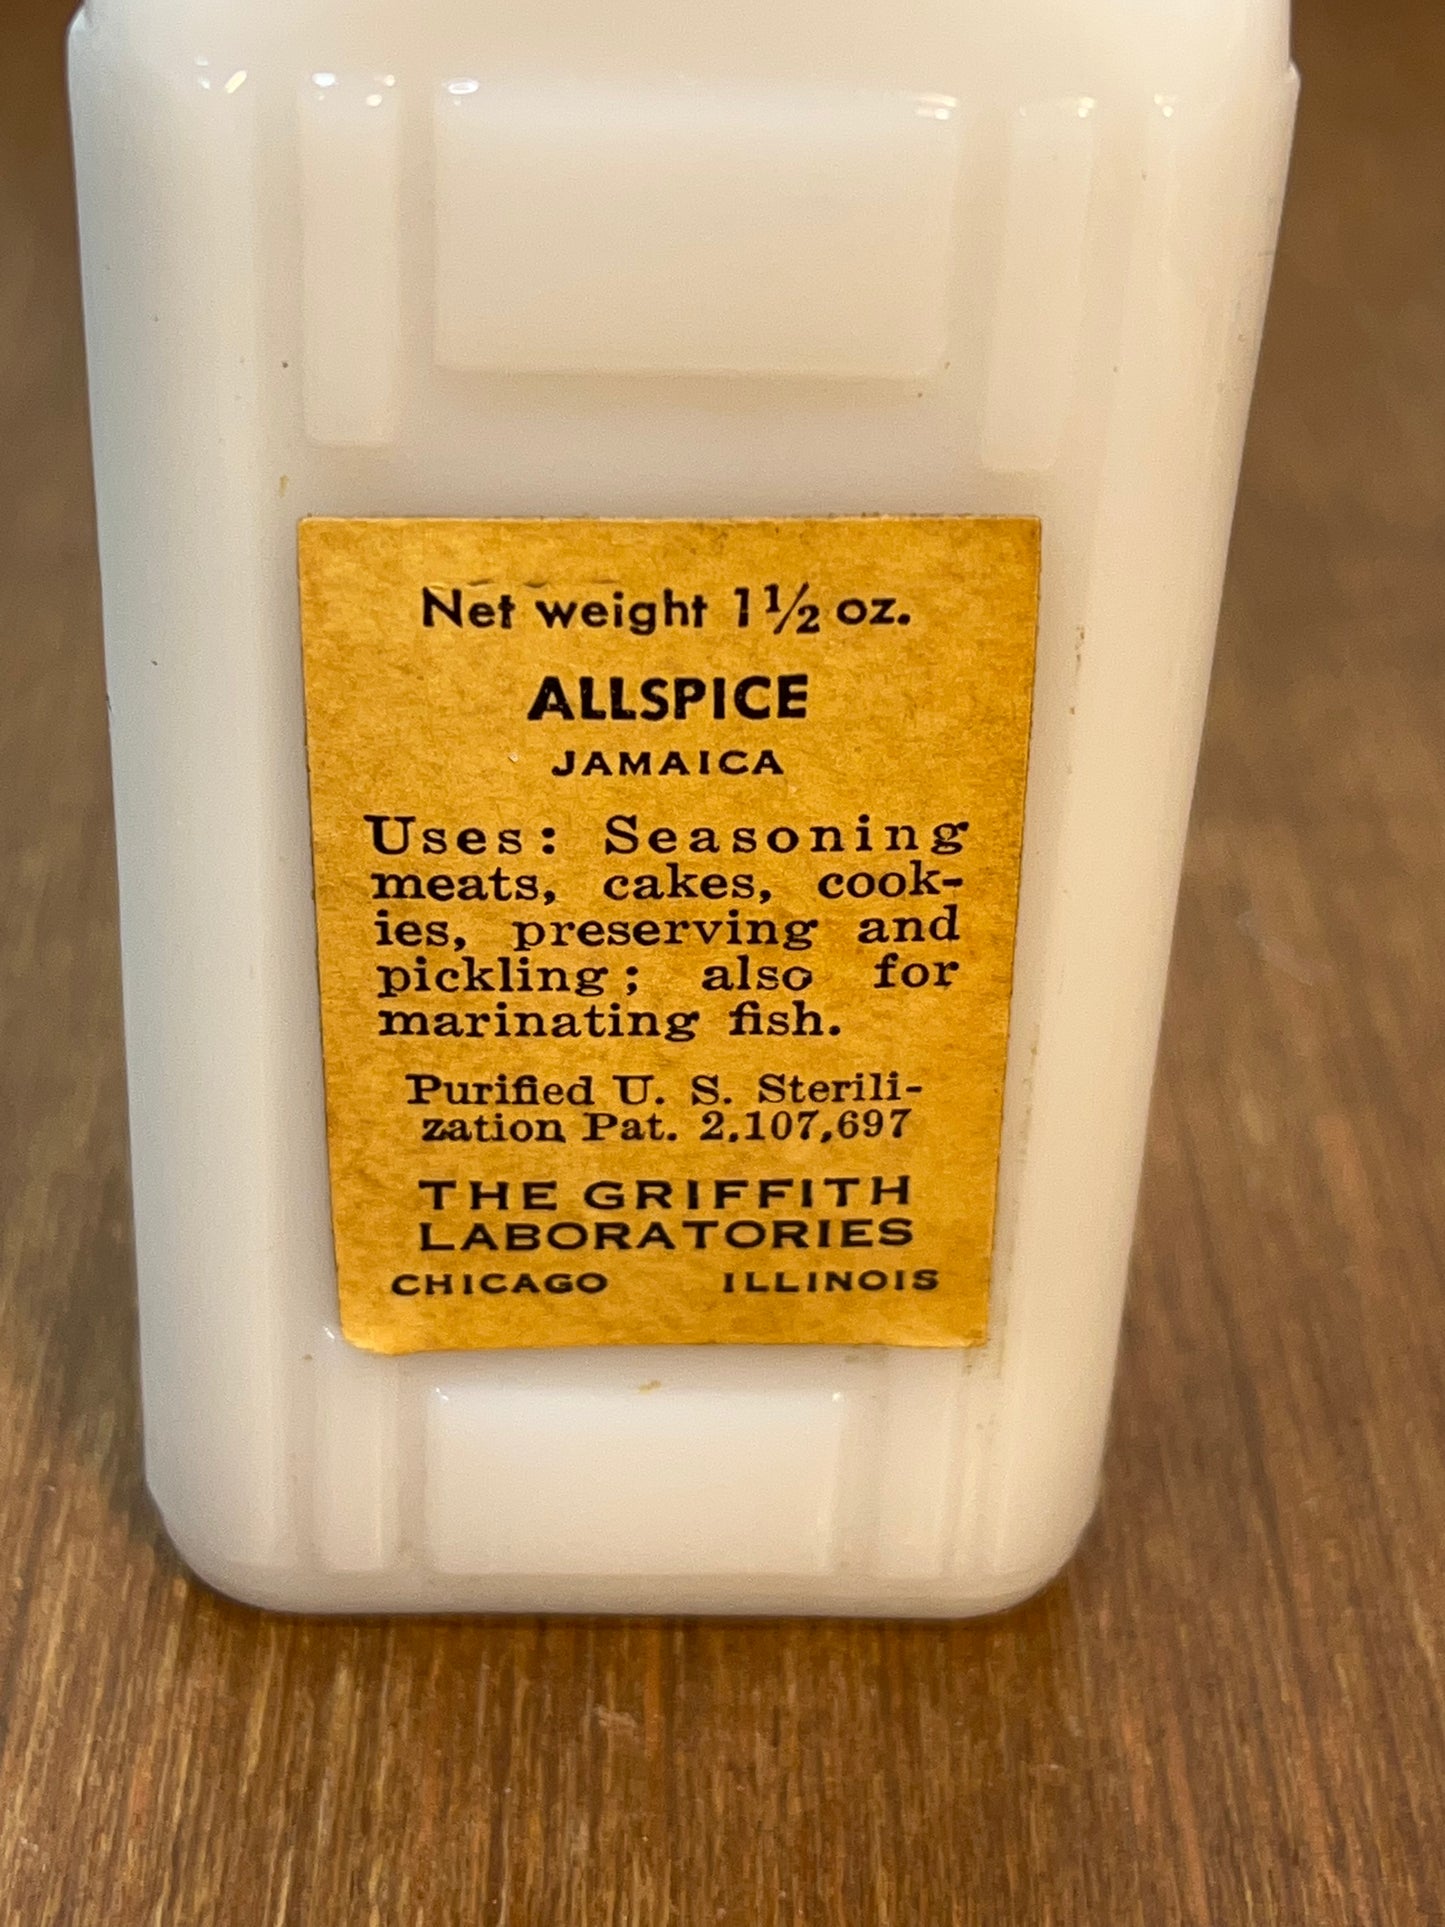 Net weight 1½ oz.
ALLSPICE
JAMAICA
Uses: Seasoning
meats, cakes, cook-
ies, preserving and
pickling; also for
marinating fish.
Purified U. S. Sterili-
zation Pat. 2,107,697
THE GRIFFITH
LABORATORIES
CHICAGO ILLINOIS